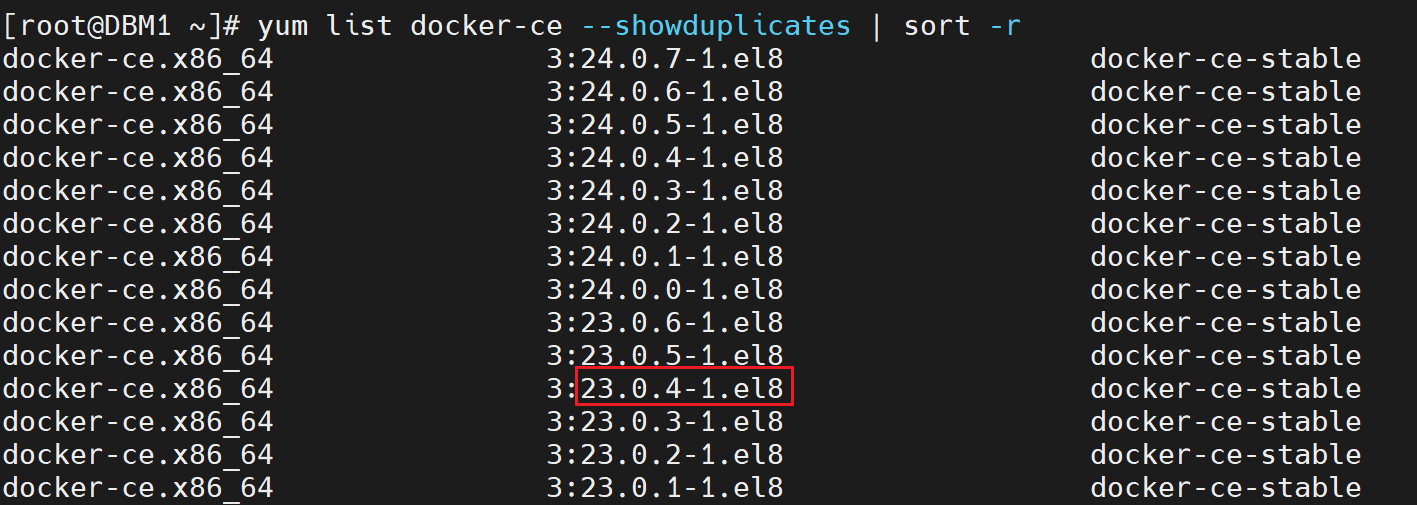 [root@DBM1 ~]# yum list docker-ce --showduplicates | sort -r
docker-ce.x86_64 3:24.0.7-1.el8 docker-ce-stable
docker-ce.x86_64 3:24.0.6-1.el8 docker-ce-stable
docker-ce.x86_64 3:24.0.5-1.el8 docker-ce-stable
docker-ce.x86_64 3:24.0.4-1.el8 docker-ce-stable
docker-ce.x86_64 3:24.0.3-1.el8 docker-ce-stable
docker-ce.x86_64 3:24.0.2-1.el8 docker-ce-stable
docker-ce.x86_64 3:24.0.1-1.el8 docker-ce-stable
docker-ce.x86_64 3:24.0.0-1.el8 docker-ce-stable
docker-ce.x86_64 3:23.0.6-1.el8 docker-ce-stable
docker-ce.x86_64 3:23.0.5-1.el8 docker-ce-stable
docker-ce.x86_64 3:23.0.4-1.el8 docker-ce-stable
docker-ce.x86_64 3:23.0.3-1.el8 docker-ce-stable
docker-ce.x86_64 3:23.0.2-1.el8 docker-ce-stable
docker-ce.x86_64 3:23.0.1-1.el8 docker-ce-stable